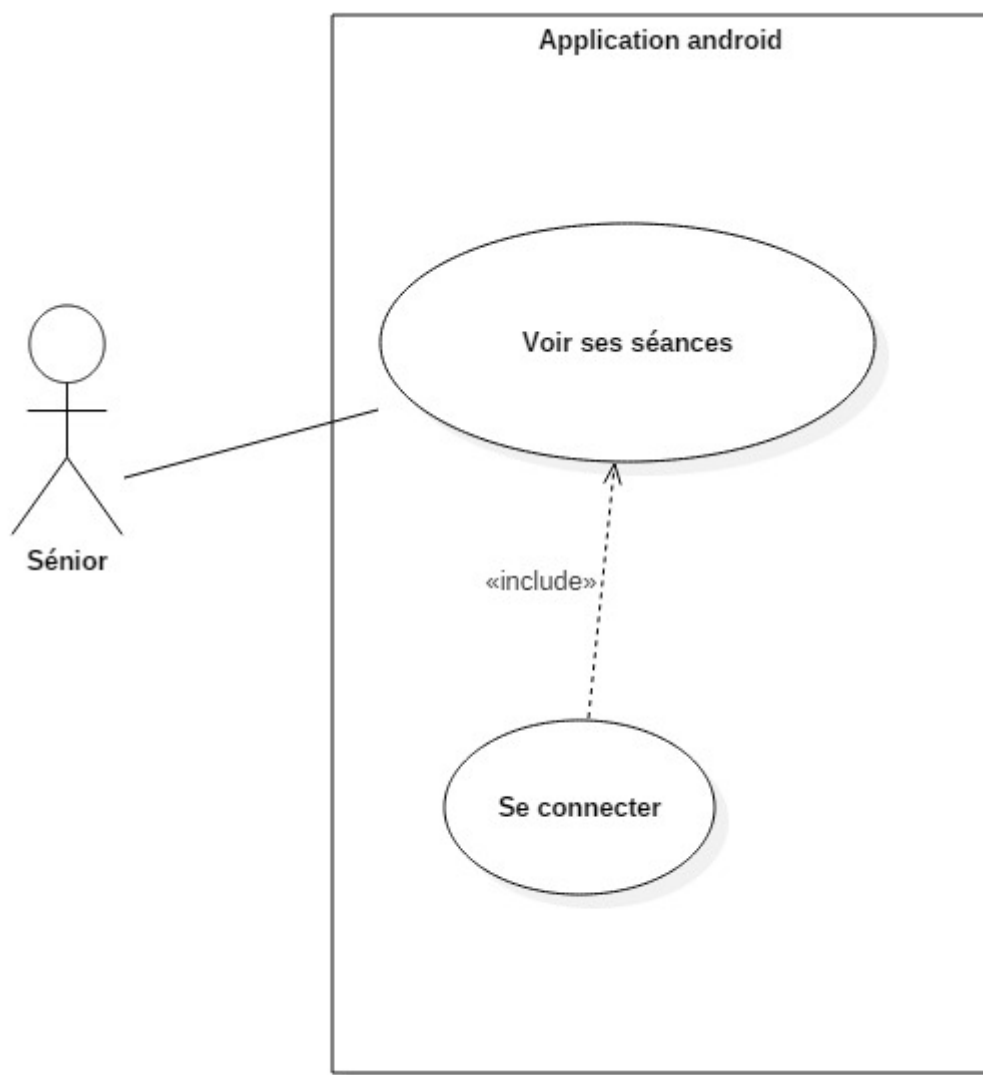 Application android
Voir ses séances
Sénior
«include»
Se connecter